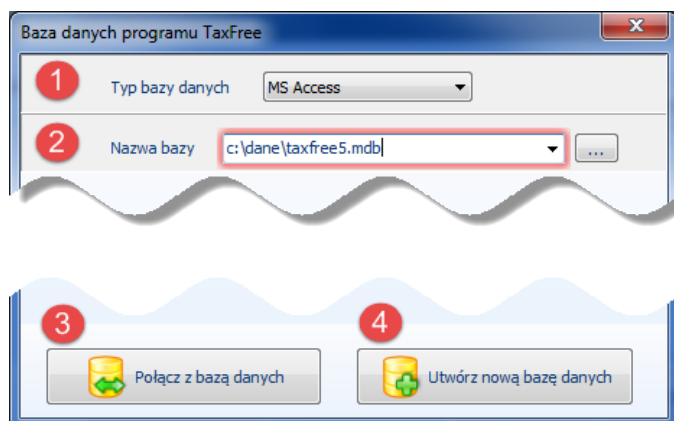 Baza danych programu TaxFree
1 Typ bazy danych MS Access
2 Nazwa bazy c:\dane\taxfree5.mdb ...
3 4
Połącz z bazą danych Utwórz nową bazę danych